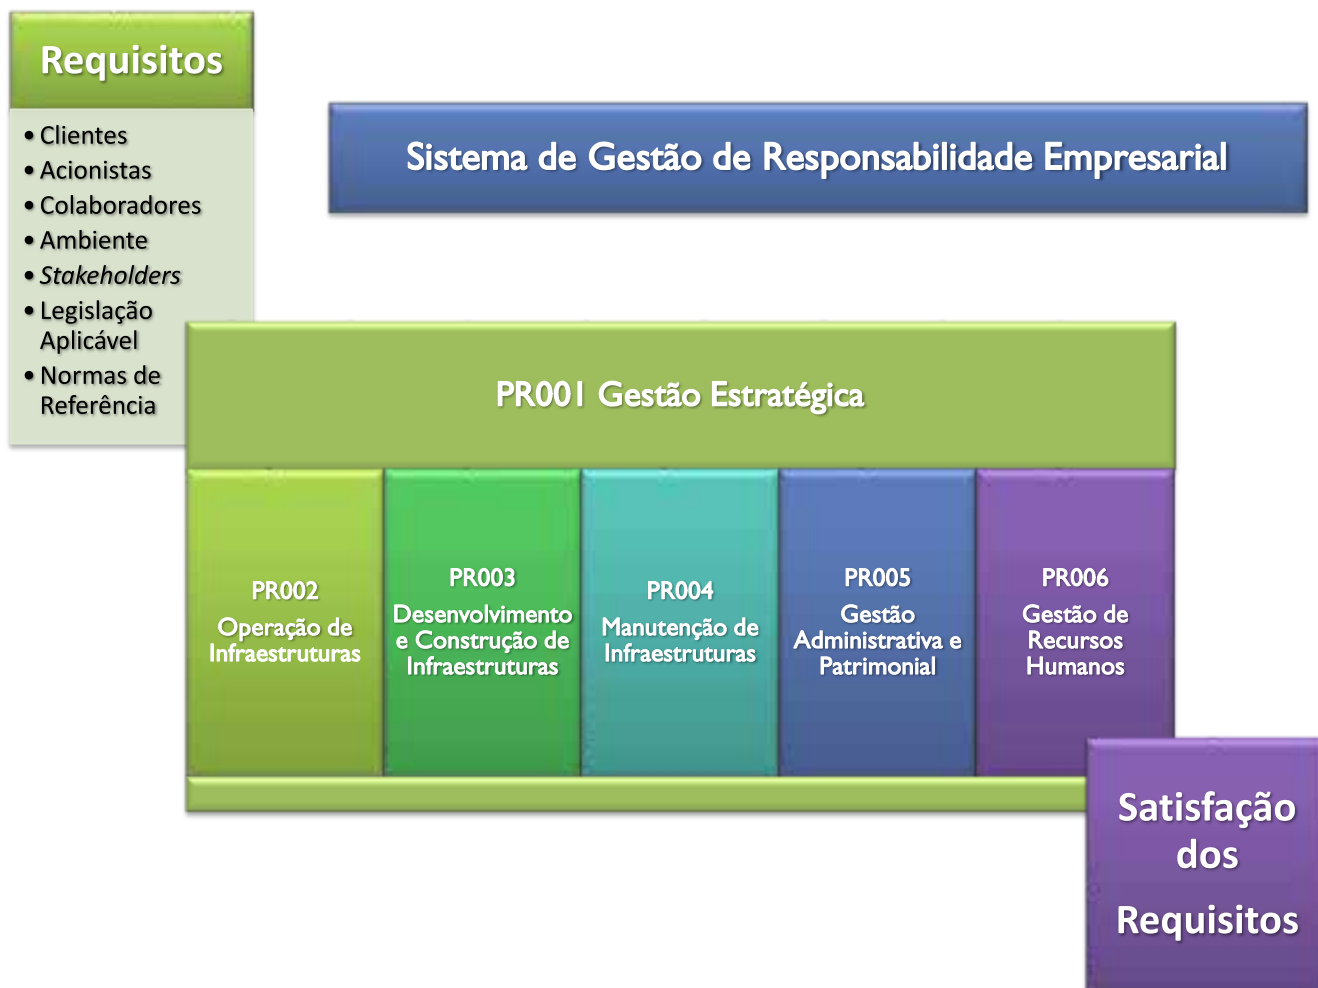 Requisitos
• Clientes
• Acionistas
• Colaboradores
• Ambiente
• Stakeholders
• Legislação
Aplicável
• Normas de
Referência
Sistema de Gestão de Responsabilidade Empresarial
PR001 Gestão Estratégica
PR002
Operação de
Infraestruturas
PR003
Desenvolvimento
e Construção de
Infraestruturas
PR004
Manutenção de
Infraestruturas
PR005
Gestão
Administrativa e
Patrimonial
PR006
Gestão de
Recursos
Humanos
Satisfação
dos
Requisitos